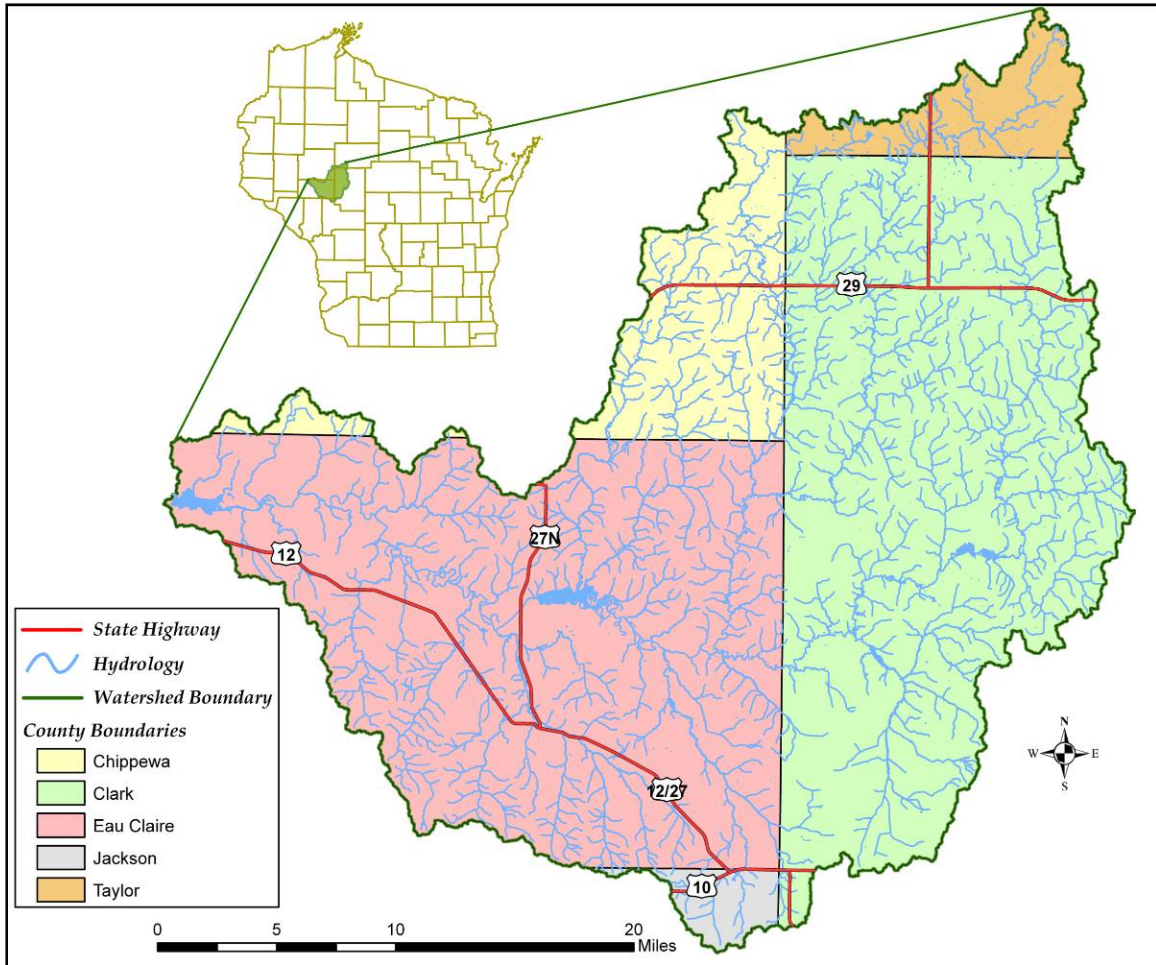 29
27N
12
State Highway
Hydrology
Watershed Boundary
County Boundaries
Chippewa
Clark
Eau Claire
Jackson
Taylor
N
W E
S
12/27
10
0 5 10 20
Miles